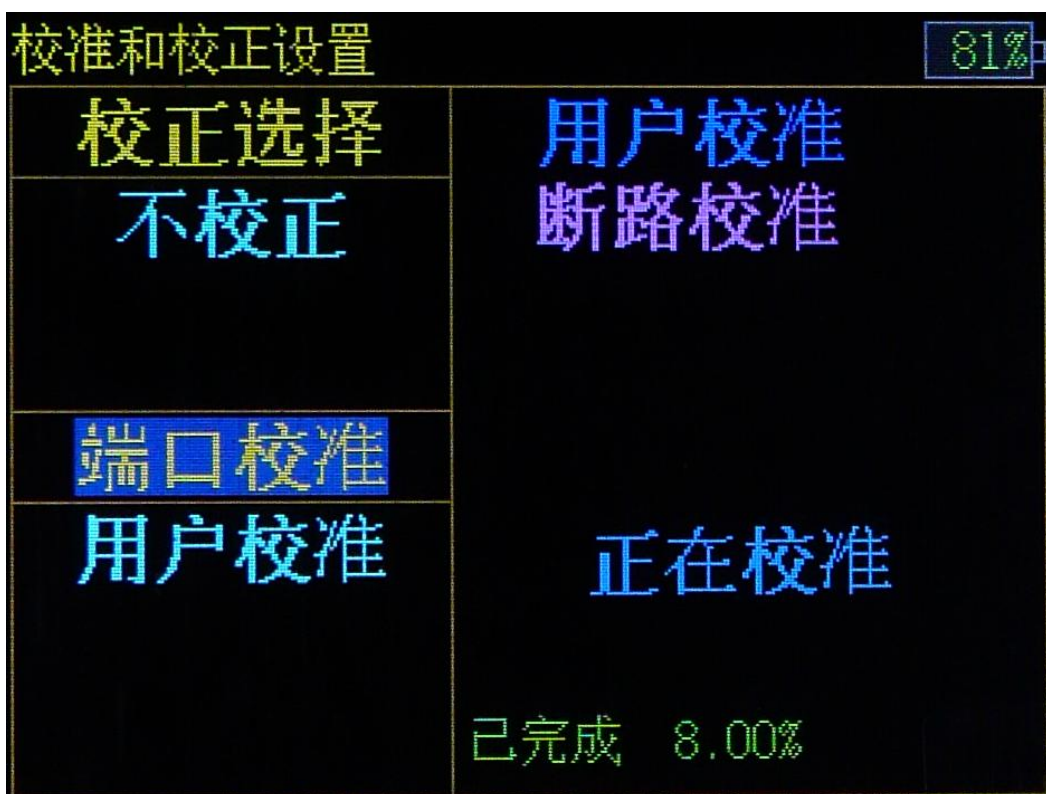 校准和校正设置
81%
校正选择
不校正
端口校准
用户校准
用户校准
断路校准
正在校准
已完成 8.00%